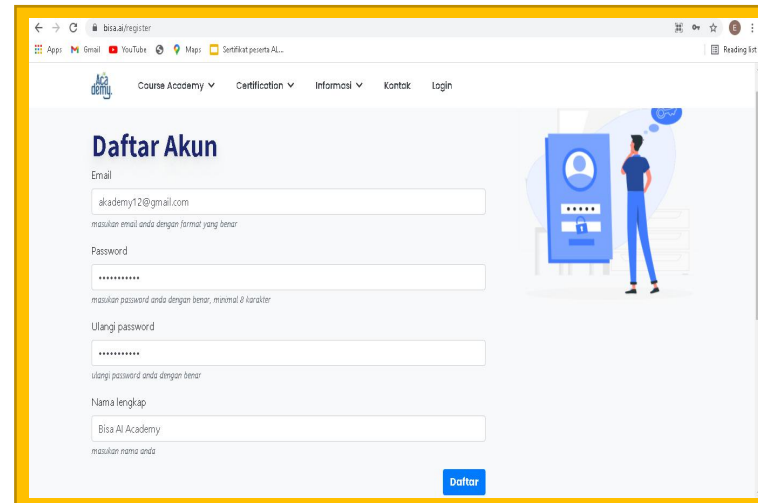 bisa.ai/register
E
Apps Gmail YouTube Maps Sertifikat peserta AL... Reading list
Aca
demy.
Course Academy Certification Informasi Kontak Login
Daftar Akun
Email
akademy12@gmail.com
masukan email anda dengan format yang benar
Password
•••••••••••
masukan password anda dengan benar, minimal 8 karakter
Ulangi password
•••••••••••
ulangi password anda dengan benar
Nama lengkap
Bisa AI Academy
masukan nama anda
Daftar